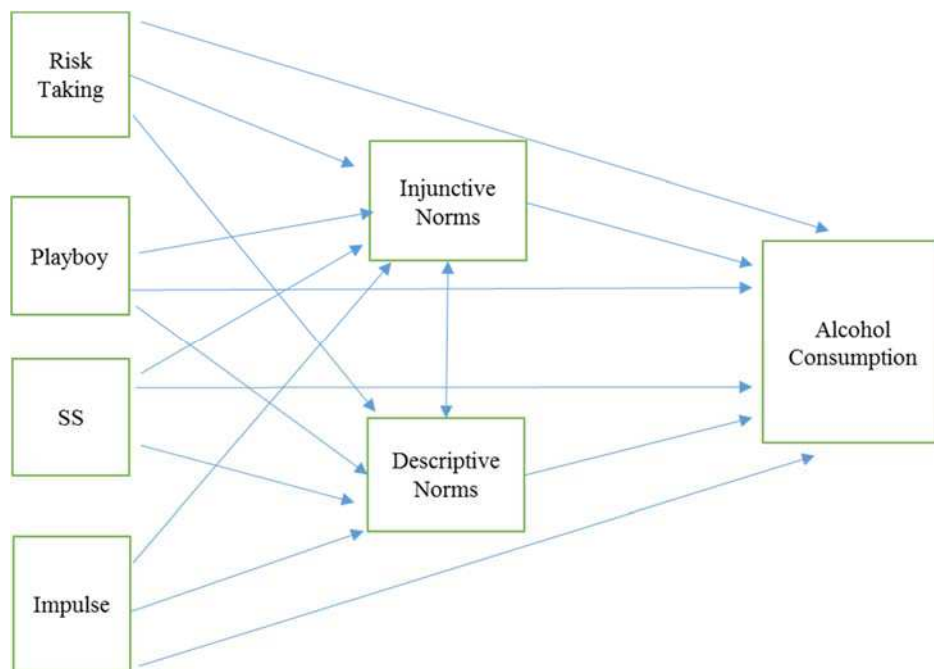 Risk
Taking
Injunctive
Norms
Playboy
Alcohol
Consumption
SS
Descriptive
Norms
Impulse